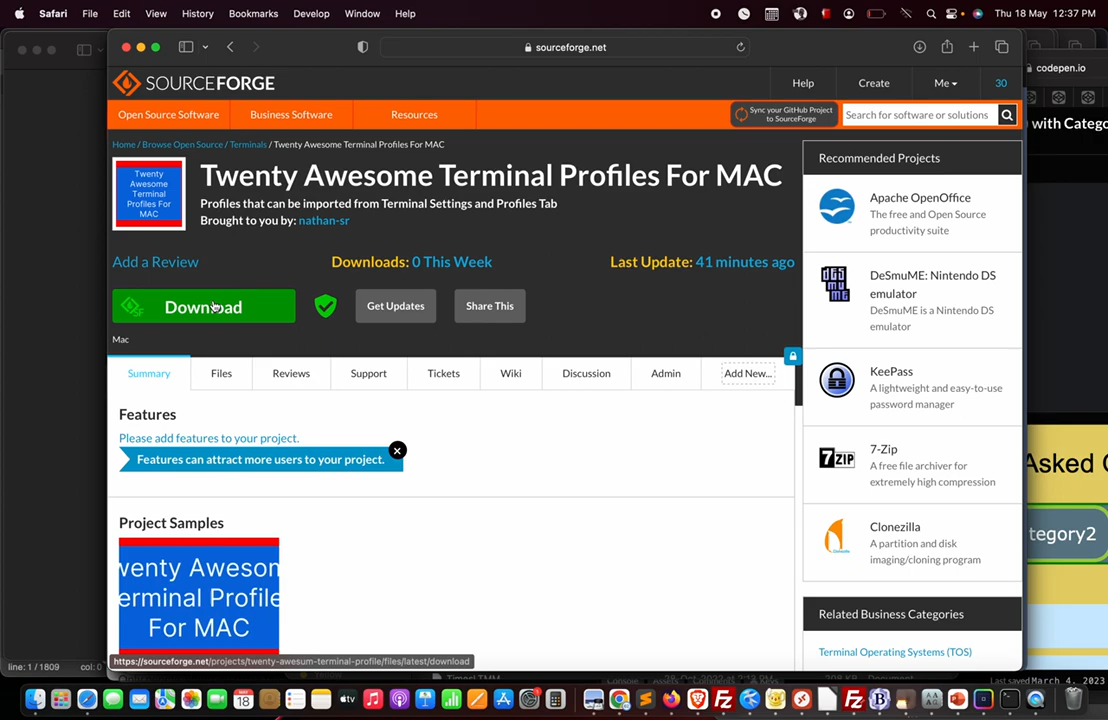 Safari File Edit View History Bookmarks Develop Window Help Thu 18 May 12:37 PM
sourceforge.net
codepen.io
SOURCEFORGE
Help Create Me 30
with Catego
Open Source Software Business Software Resources
Sync your GitHub Project
to SourceForge
Search for software or solutions
Home / Browse Open Source / Terminals / Twenty Awesome Terminal Profiles For MAC
Twenty
Awesome
Terminal
Profiles For
MAC
Twenty Awesome Terminal Profiles For MAC
Profiles that can be imported from Terminal Settings and Profiles Tab
Brought to you by: nathan-sr
Add a Review
Downloads: 0 This Week
Last Update: 41 minutes ago
Download
Get Updates
Share This
Mac
Summary Files Reviews Support Tickets Wiki Discussion Admin Add New...
Features
Please add features to your project.
Features can attract more users to your project.
Project Samples
wenty Awesom
erminal Profile
For MAC
https://sourceforge.net/projects/twenty-awesum-terminal-profile/files/latest/download
Recommended Projects
Apache OpenOffice
The free and Open Source
productivity suite
DeSmuME: Nintendo DS
emulator
DeSmuME is a Nintendo DS
emulator
KeePass
A lightweight and easy-to-use
password manager
7-Zip
A free file archiver for
extremely high compression
Clonezilla
A partition and disk
imaging/cloning program
Related Business Categories
Terminal Operating Systems (TOS)
Asked
tegory2
line: 1 / 1809 col: 0
Console
Last saved March 4, 2023